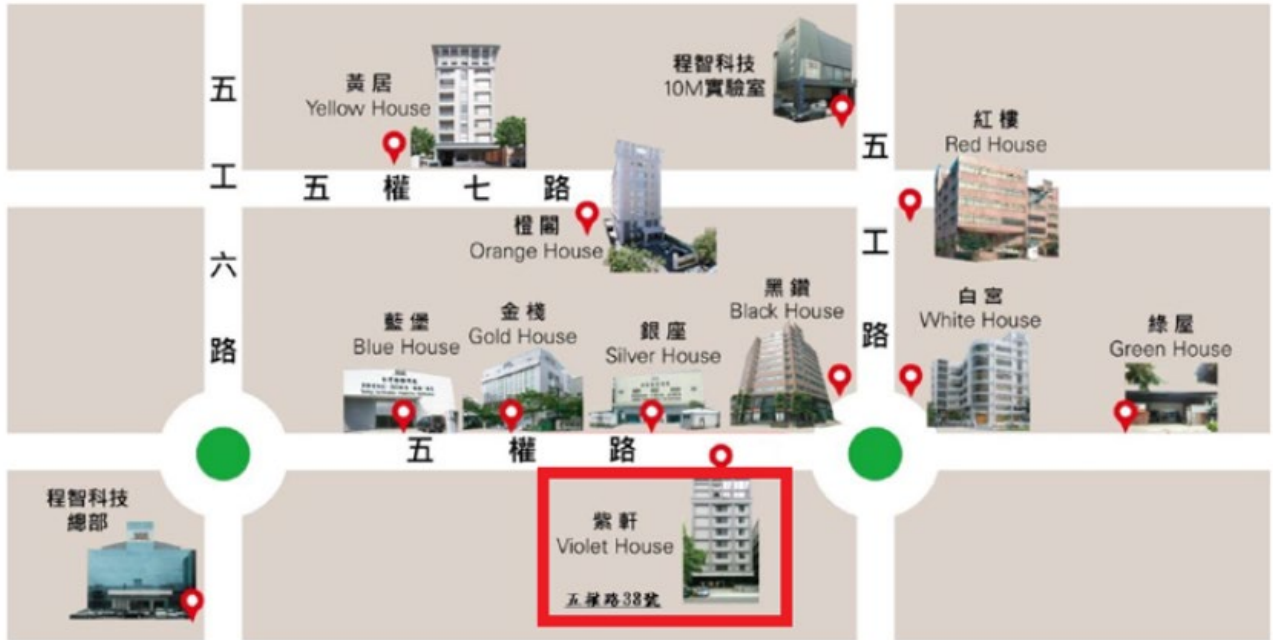 五工六路
黃居
Yellow House
程智科技
10M實驗室
五工路
紅樓
Red House
五權七路
橙閣
Orange House
藍堡
Blue House
金棧
Gold House
銀座
Silver House
黑鑽
Black House
白宮
White House
綠屋
Green House
五權路
程智科技
總部
紫軒
Violet House
五權路38號